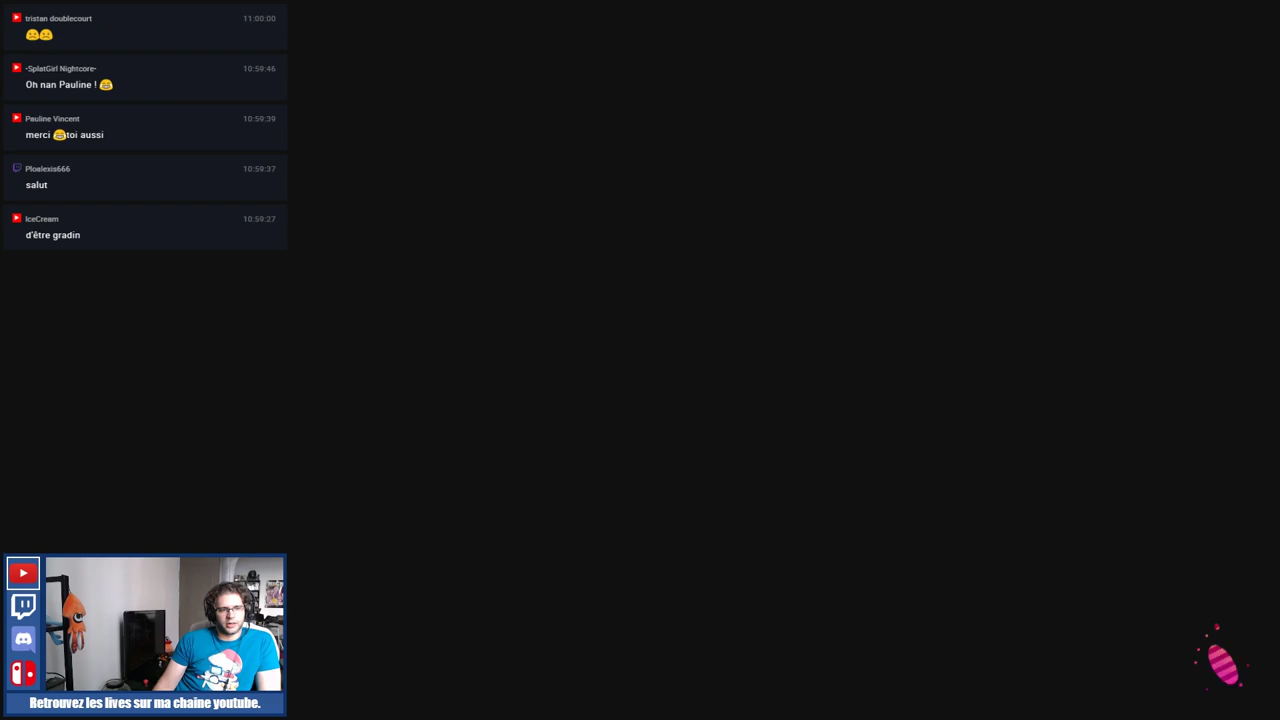 tristan doublecourt
11:00:00
-SplatGirl Nightcore-
10:59:46
Oh nan Pauline !
Pauline Vincent
10:59:39
merci toi aussi
Ploalexis666
10:59:37
salut
IceCream
10:59:27
d'être gradin
Retrouvez les lives sur ma chaine youtube.